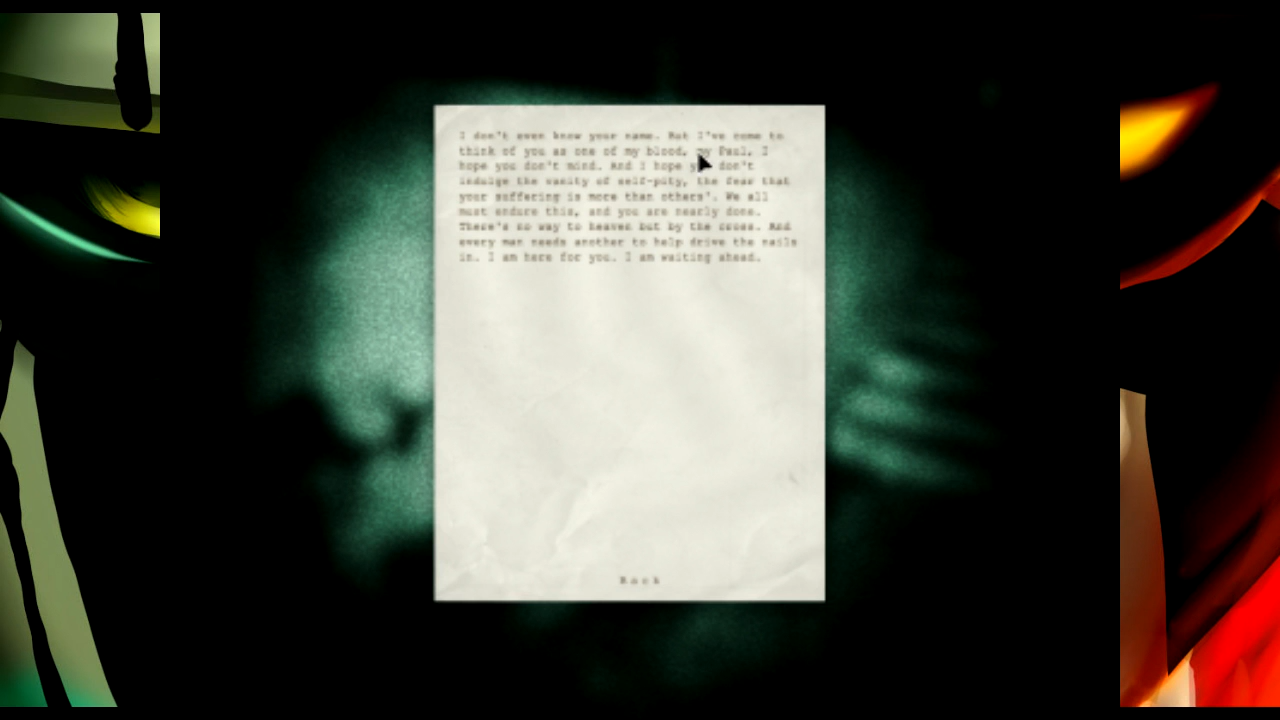 I don't even know your name. But I've come to
think of you as one of my blood, my Paul, I
hope you don't mind. And I hope you don't
indulge the vanity of self-pity, the fear that
your suffering is more than others'. We all
must endure this, and you are nearly done.
There's no way to heaven but by the cross. And
every man needs another to help drive the nails
in. I am here for you. I am waiting ahead.
Back